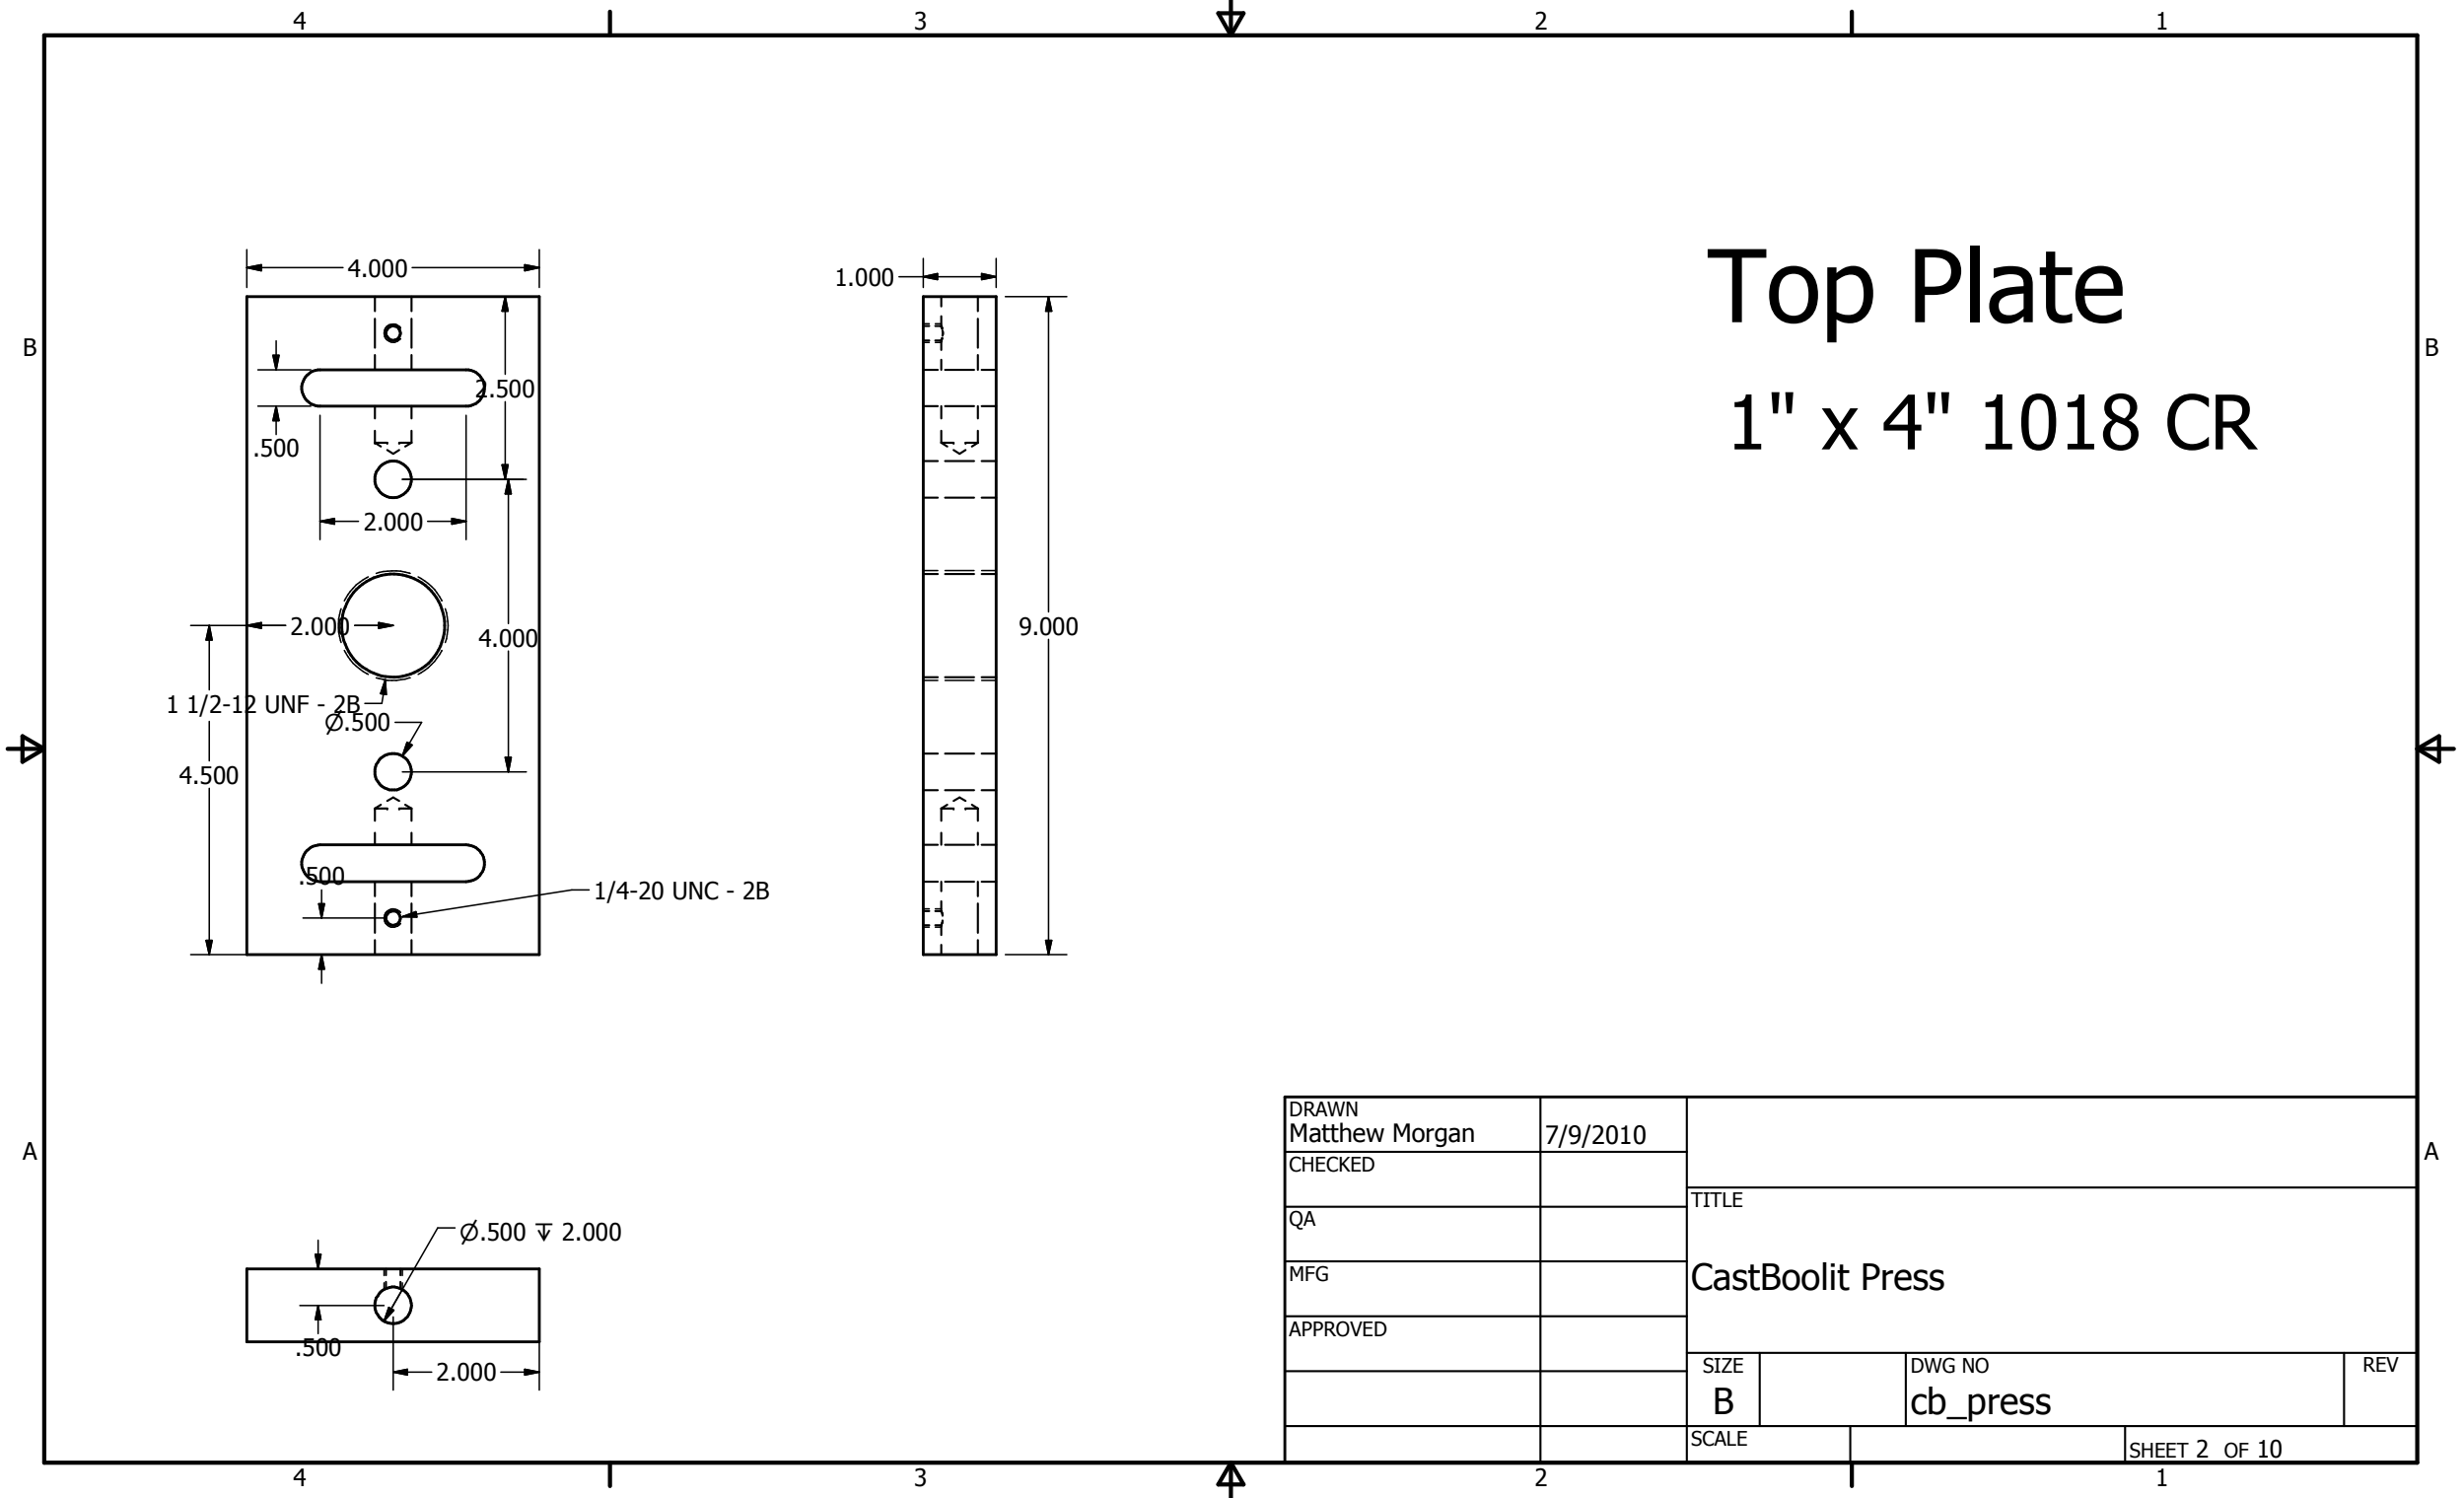 4 3 2 1
B B
A A
4.000
1.000
Top Plate
1" x 4" 1018 CR
2.500
.500
2.000
2.000
4.000
9.000
1 1/2-12 UNF - 2B
Ø.500
4.500
.500
1/4-20 UNC - 2B
Ø.500 ↧ 2.000
.500
2.000
DRAWN
Matthew Morgan 7/9/2010
CHECKED
QA
MFG
APPROVED
TITLE
CastBoolit Press
SIZE
B
DWG NO
cb_press
REV
SCALE
SHEET 2 OF 10
4 3 2 1